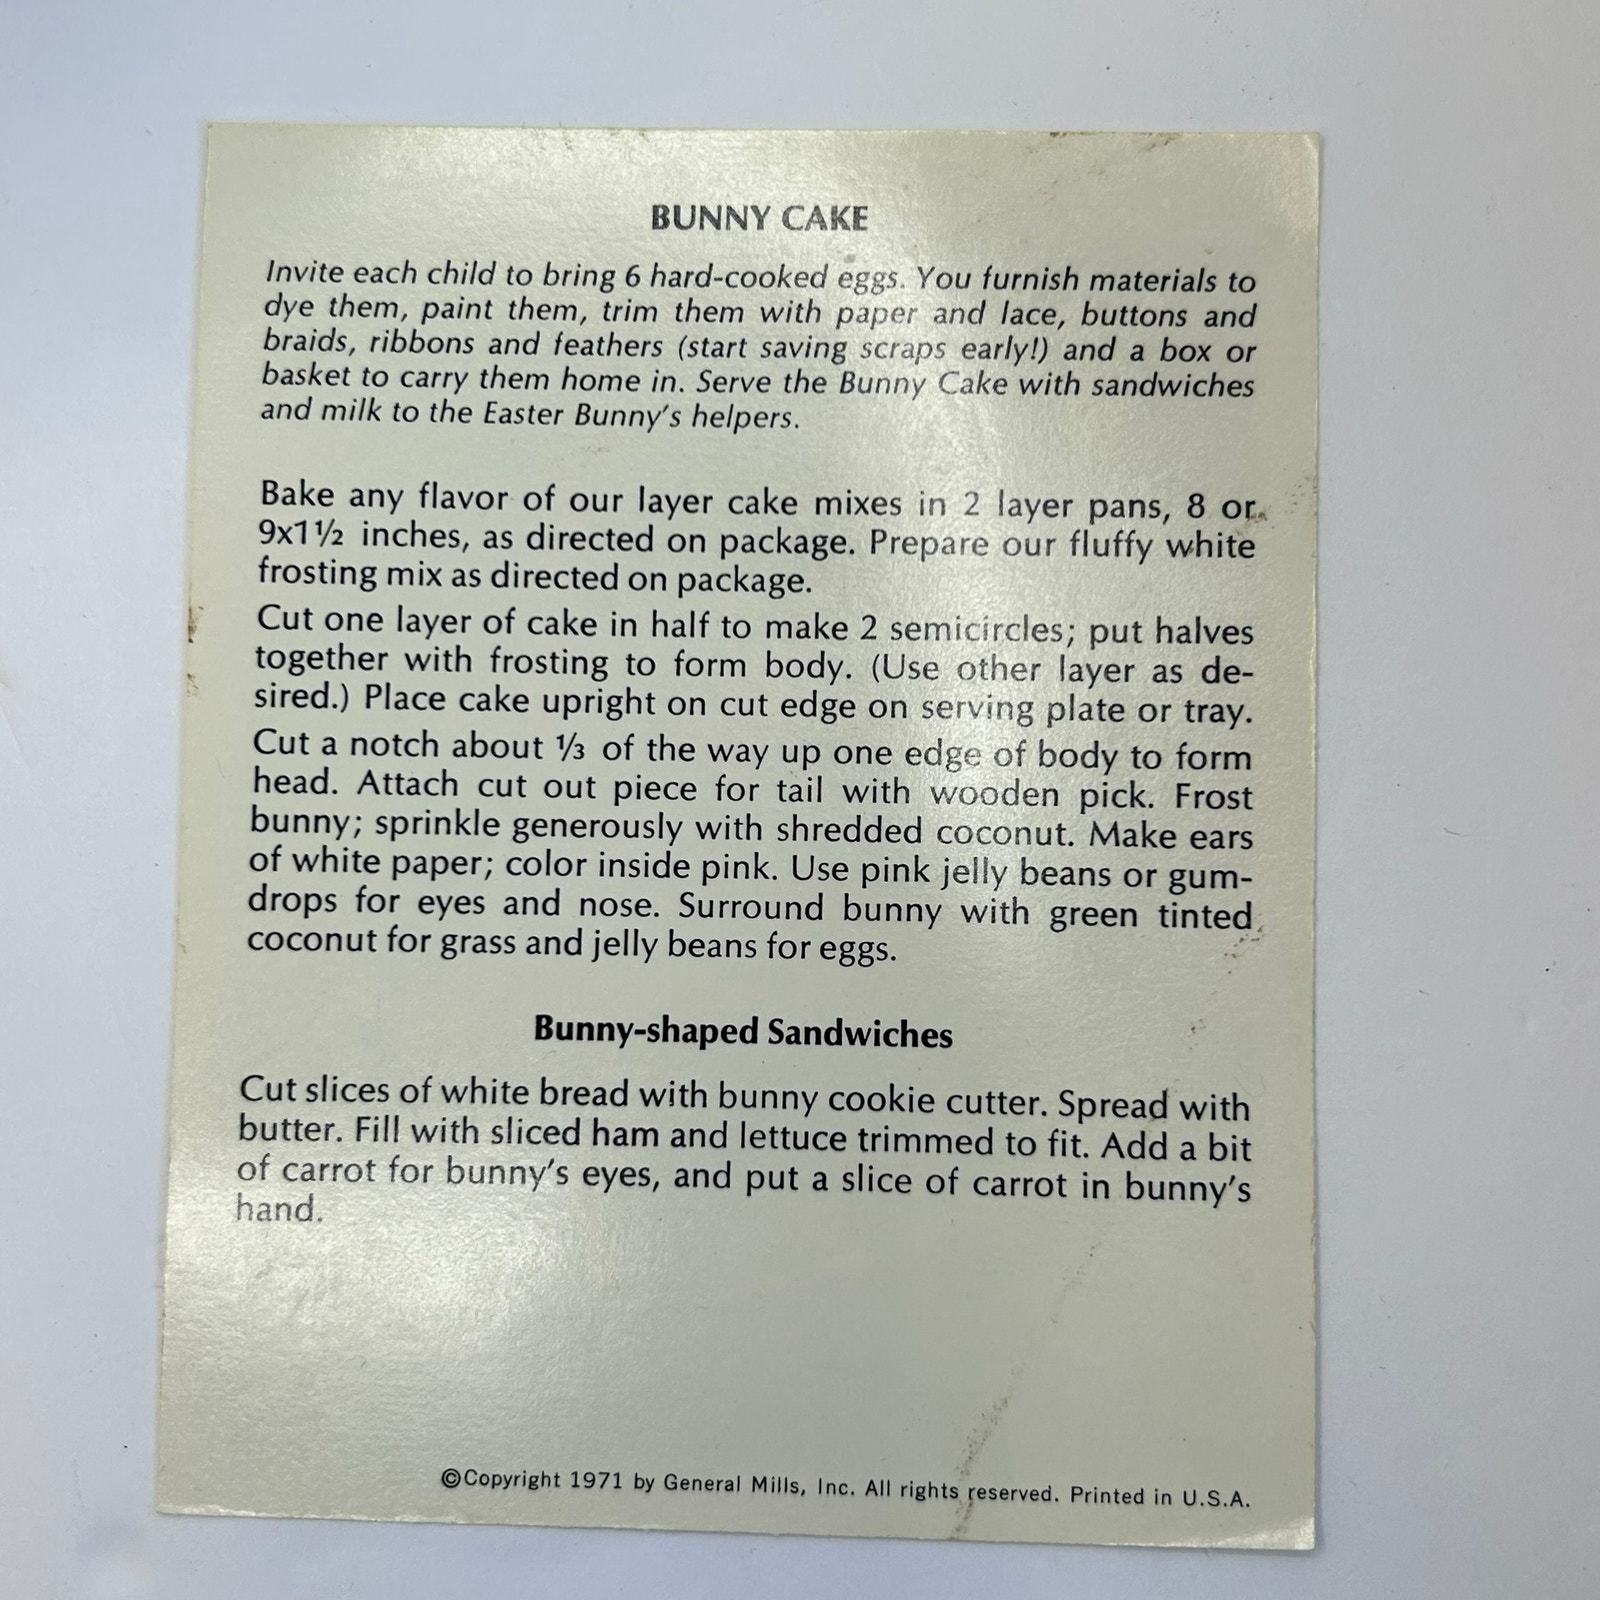 BUNNY CAKE
Invite each child to bring 6 hard-cooked eggs. You furnish materials to
dye them, paint them, trim them with paper and lace, buttons and
braids, ribbons and feathers (start saving scraps early!) and a box or
basket to carry them home in. Serve the Bunny Cake with sandwiches
and milk to the Easter Bunny's helpers.
Bake any flavor of our layer cake mixes in 2 layer pans, 8 or
9x1½ inches, as directed on package. Prepare our fluffy white
frosting mix as directed on package.
Cut one layer of cake in half to make 2 semicircles; put halves
together with frosting to form body. (Use other layer as de-
sired.) Place cake upright on cut edge on serving plate or tray.
Cut a notch about ⅓ of the way up one edge of body to form
head. Attach cut out piece for tail with wooden pick. Frost
bunny; sprinkle generously with shredded coconut. Make ears
of white paper; color inside pink. Use pink jelly beans or gum-
drops for eyes and nose. Surround bunny with green tinted
coconut for grass and jelly beans for eggs.
Bunny-shaped Sandwiches
Cut slices of white bread with bunny cookie cutter. Spread with
butter. Fill with sliced ham and lettuce trimmed to fit. Add a bit
of carrot for bunny's eyes, and put a slice of carrot in bunny's
hand.
©Copyright 1971 by General Mills, Inc. All rights reserved. Printed in U.S.A.